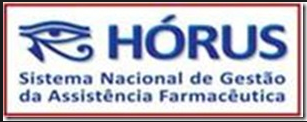 HÓRUS
Sistema Nacional de Gestão
da Assistência Farmacêutica